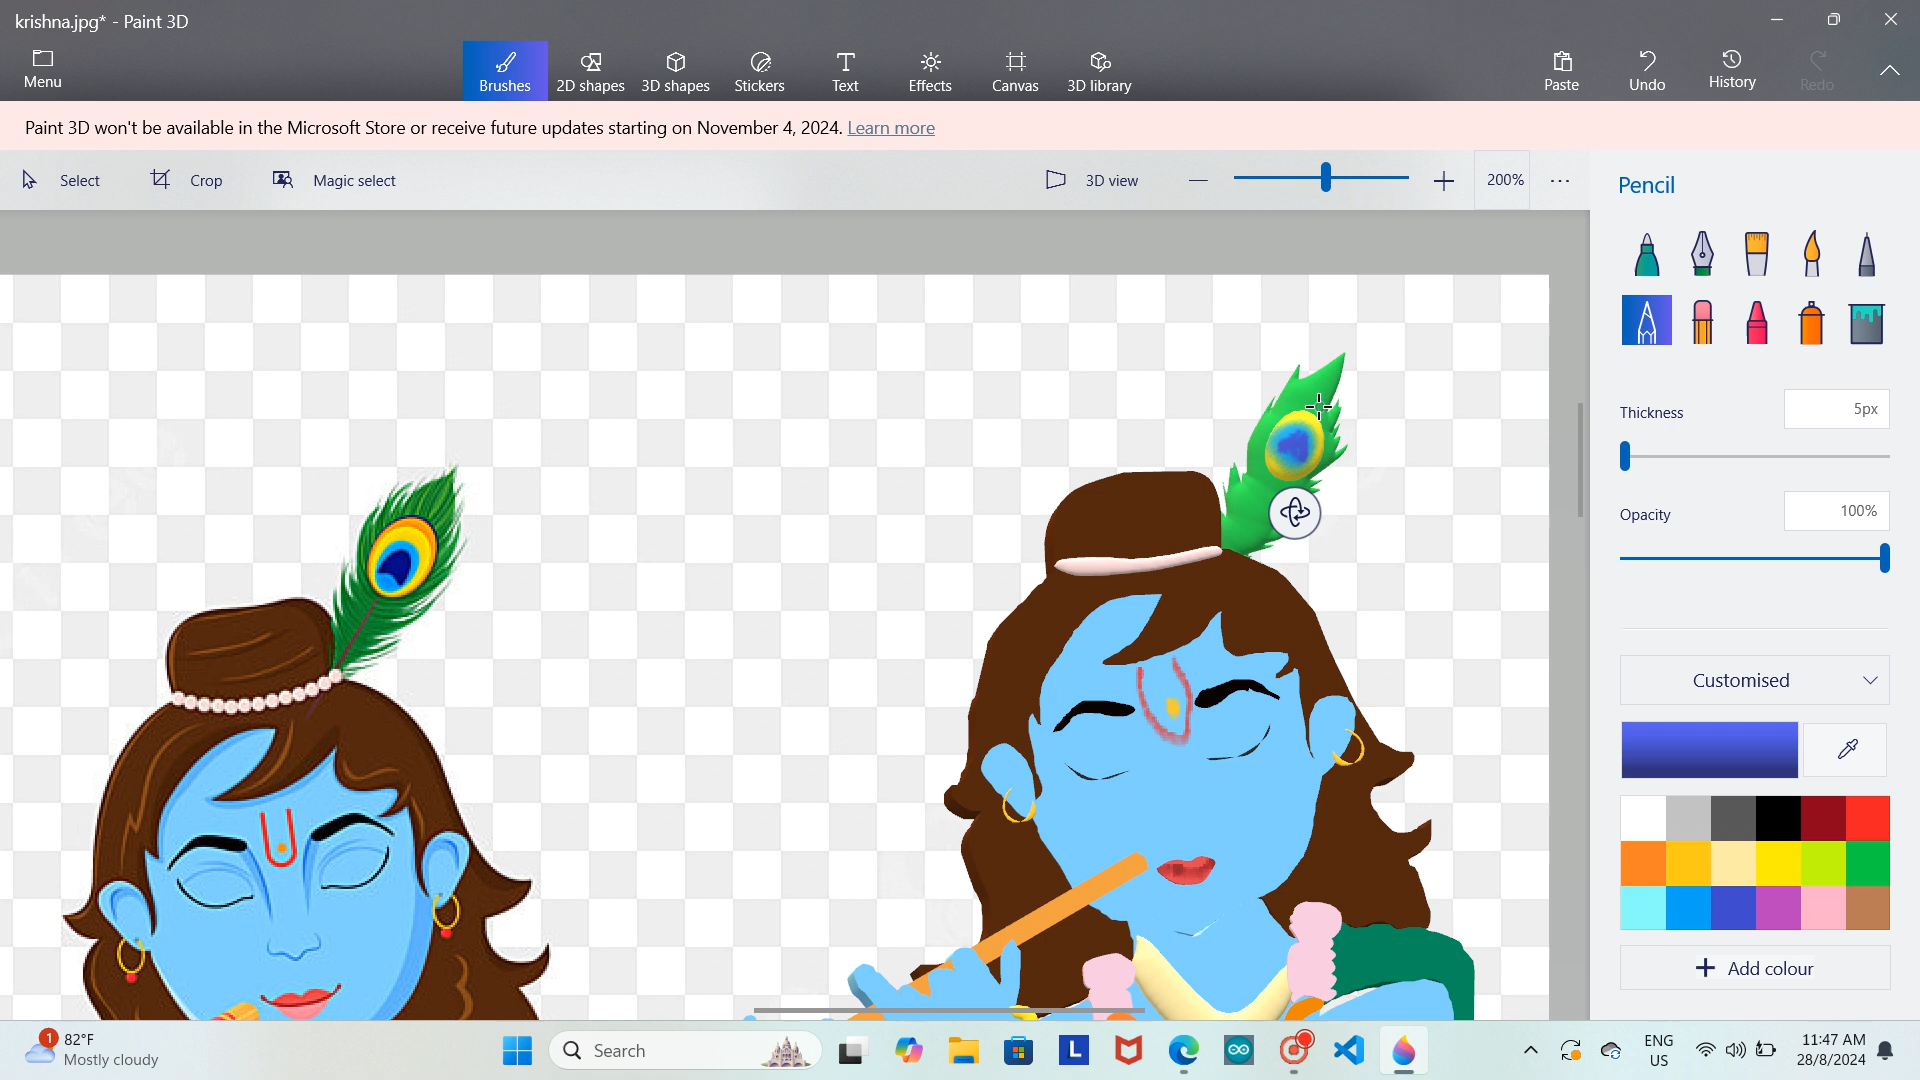 krishna.jpg* - Paint 3D
Menu
Brushes
2D shapes
3D shapes
Stickers
Text
Effects
Canvas
3D library
Paste
Undo
History
Redo
Paint 3D won't be available in the Microsoft Store or receive future updates starting on November 4, 2024. Learn more
Select
Crop
Magic select
3D view
200%
Pencil
Thickness
5px
Opacity
100%
Customised
Add colour
1
82°F
Mostly cloudy
Search
L
ENG
US
11:47 AM
28/8/2024